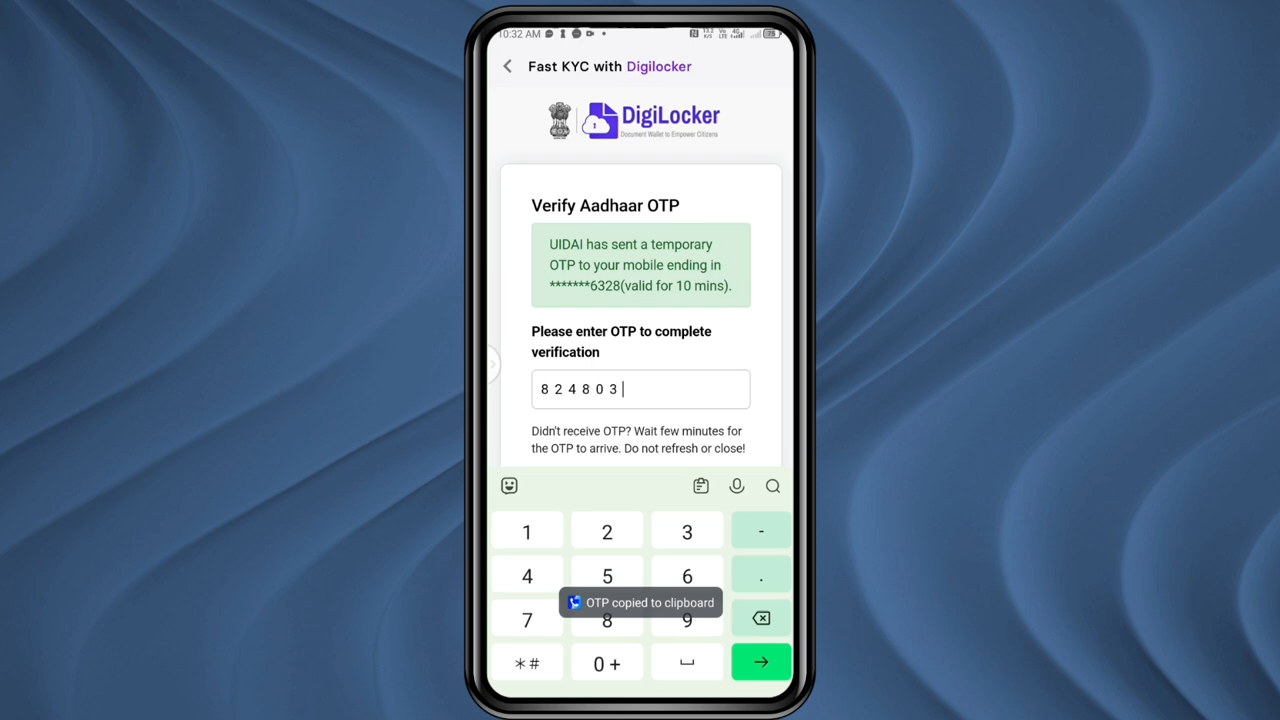 10:32 AM
Fast KYC with Digilocker
DigiLocker
Document Wallet to Empower Citizens
Verify Aadhaar OTP
UIDAI has sent a temporary
OTP to your mobile ending in
*******6328(valid for 10 mins).
Please enter OTP to complete
verification
8 2 4 8 0 3
Didn't receive OTP? Wait few minutes for
the OTP to arrive. Do not refresh or close!
1 2 3 -
4 5 6 .
OTP copied to clipboard
7 8 9
*# 0 +